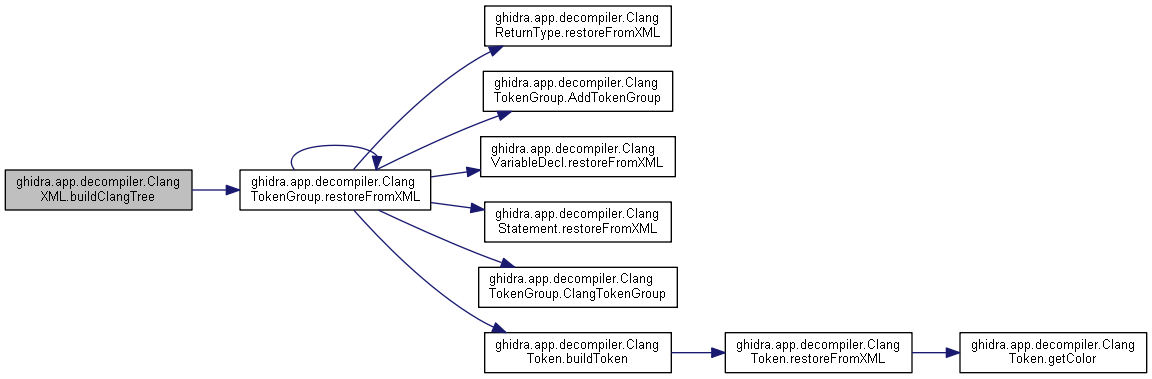 ghidra.app.decompiler.Clang
XML.buildClangTree
ghidra.app.decompiler.Clang
TokenGroup.restoreFromXML
ghidra.app.decompiler.Clang
ReturnType.restoreFromXML
ghidra.app.decompiler.Clang
TokenGroup.AddTokenGroup
ghidra.app.decompiler.Clang
VariableDecl.restoreFromXML
ghidra.app.decompiler.Clang
Statement.restoreFromXML
ghidra.app.decompiler.Clang
TokenGroup.ClangTokenGroup
ghidra.app.decompiler.Clang
Token.buildToken
ghidra.app.decompiler.Clang
Token.restoreFromXML
ghidra.app.decompiler.Clang
Token.getColor